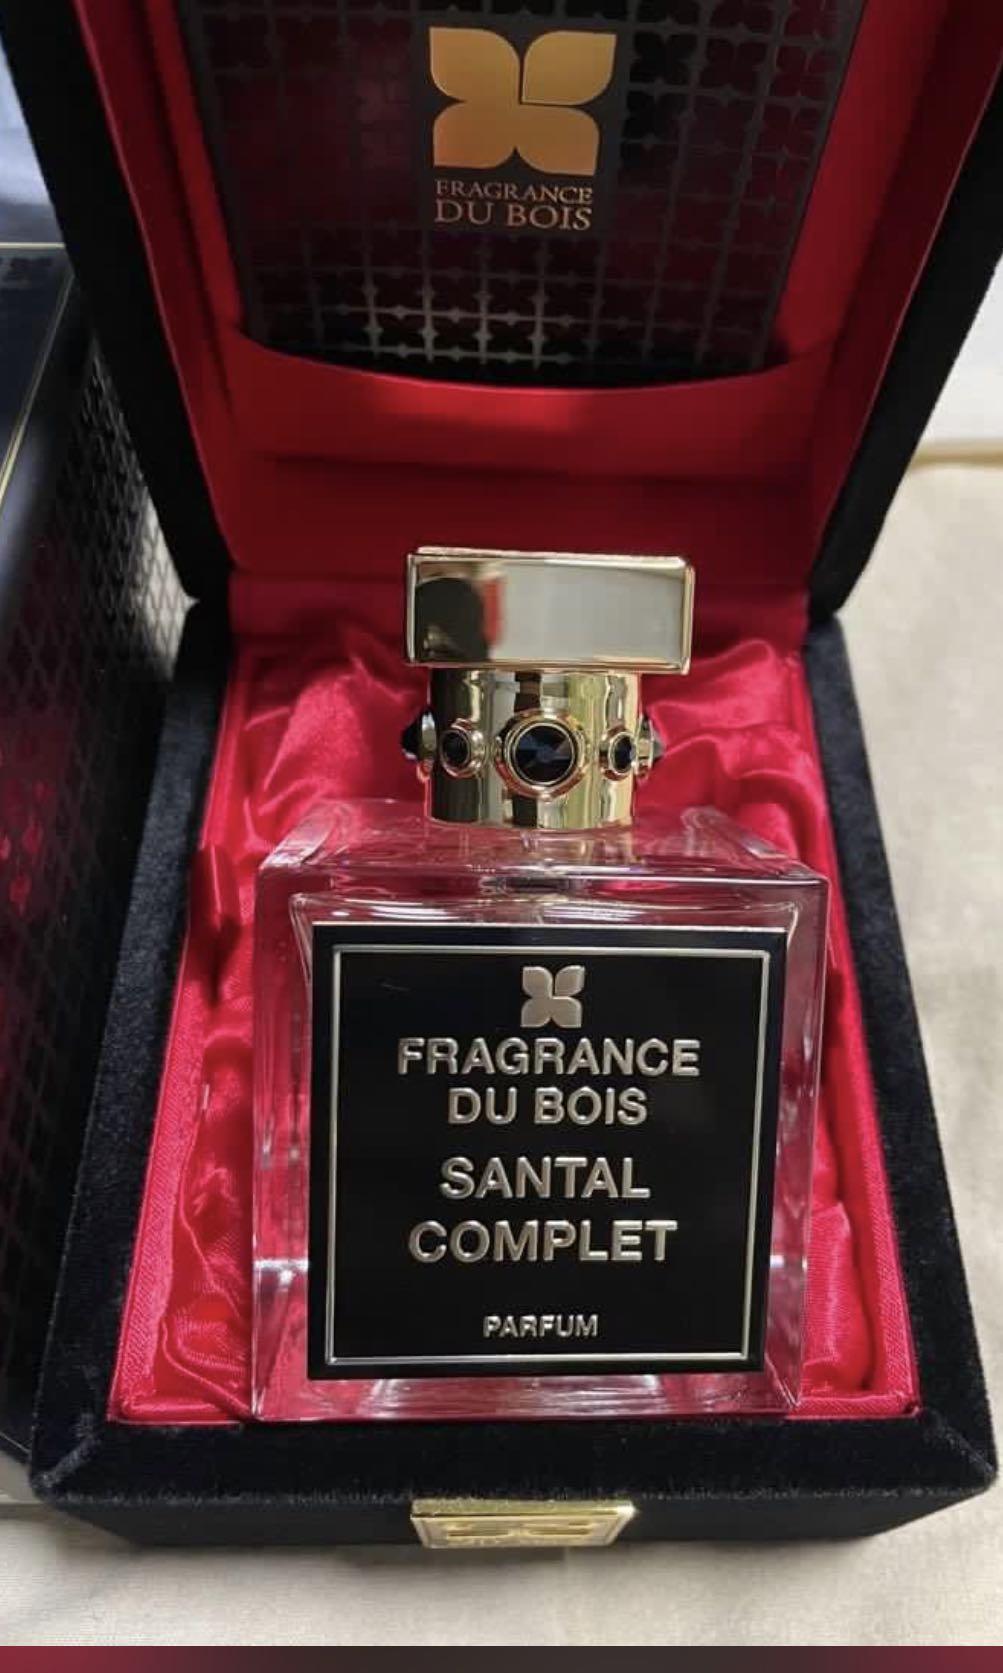 FRAGRANCE
DU BOIS
FRAGRANCE
DU BOIS
SANTAL
COMPLET
PARFUM